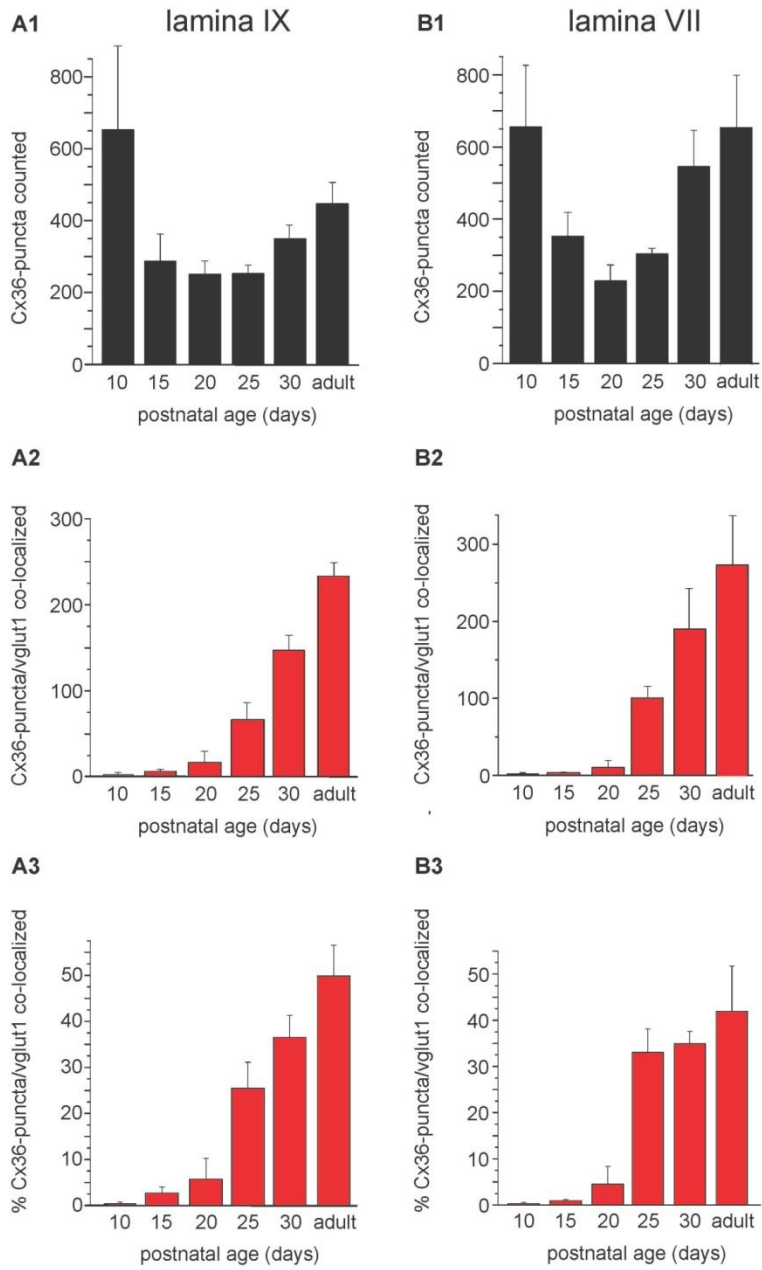 A1 lamina IX
Cx36-puncta counted
800
600
400
200
0
10 15 20 25 30 adult
postnatal age (days)
B1 lamina VII
Cx36-puncta counted
800
600
400
200
0
10 15 20 25 30 adult
postnatal age (days)
A2
Cx36-puncta/vglut1 co-localized
300
200
100
0
10 15 20 25 30 adult
postnatal age (days)
B2
Cx36-puncta/vglut1 co-localized
300
200
100
0
10 15 20 25 30 adult
postnatal age (days)
A3
% Cx36-puncta/vglut1 co-localized
50
40
30
20
10
0
10 15 20 25 30 adult
postnatal age (days)
B3
% Cx36-puncta/vglut1 co-localized
50
40
30
20
10
0
10 15 20 25 30 adult
postnatal age (days)